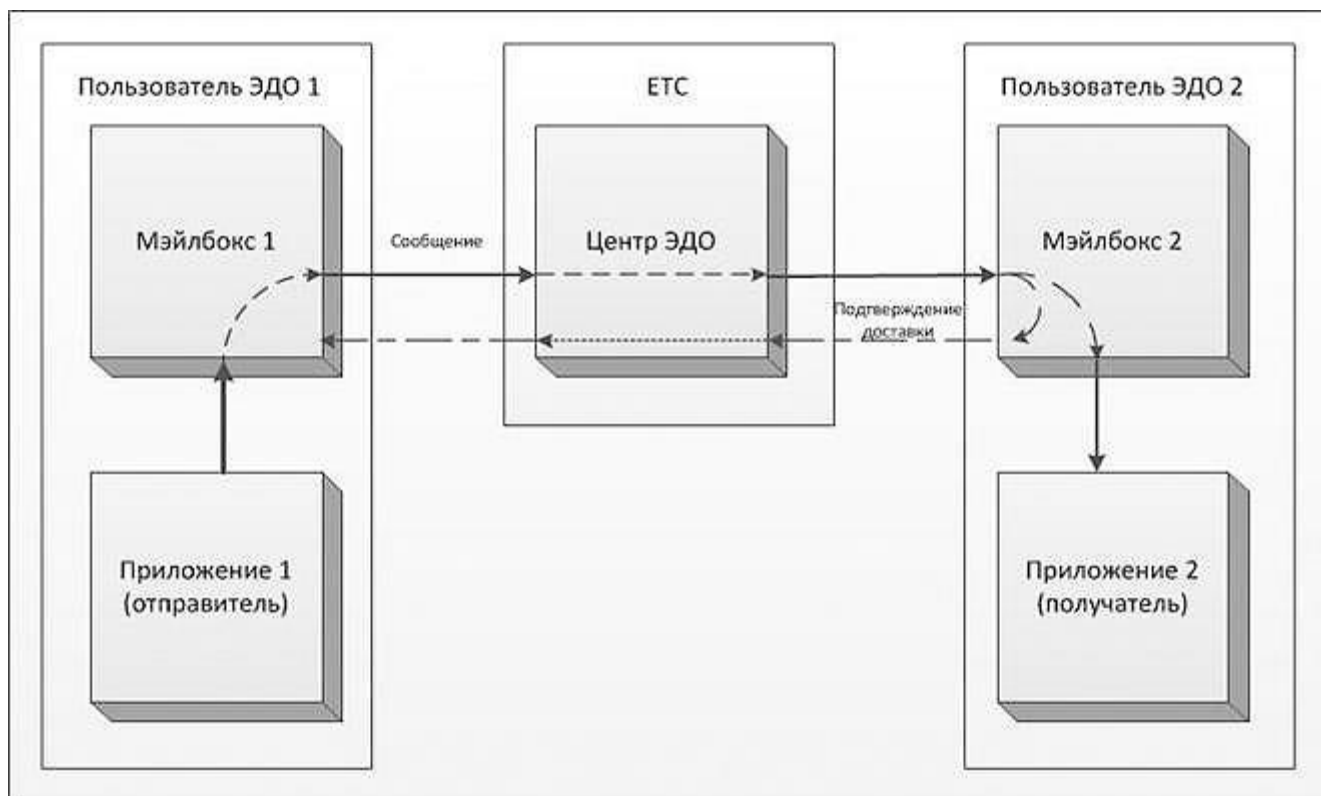 Пользователь ЭДО 1
ЕТС
Пользователь ЭДО 2
Мэйлбокс 1
Сообщение
Центр ЭДО
Мэйлбокс 2
Подтверждение
доставки
Приложение 1
(отправитель)
Приложение 2
(получатель)